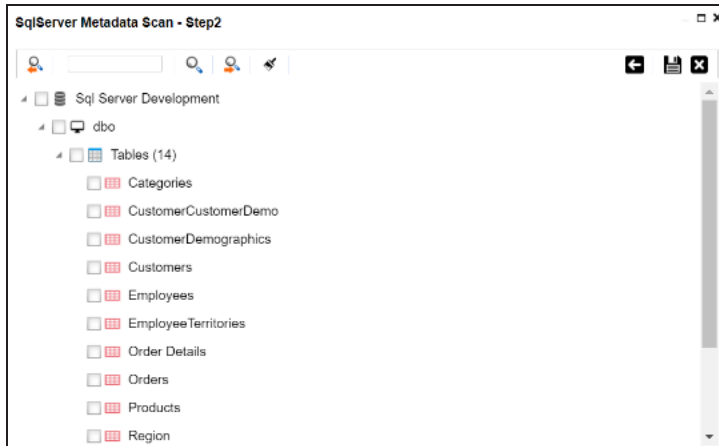 SqlServer Metadata Scan - Step2
Sql Server Development
dbo
Tables (14)
Categories
CustomerCustomerDemo
CustomerDemographics
Customers
Employees
EmployeeTerritories
Order Details
Orders
Products
Region